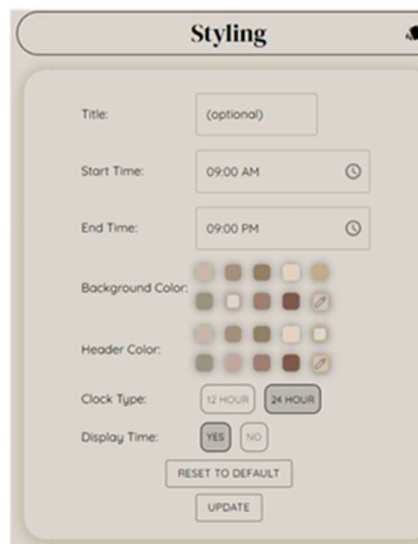 Styling
Title: (optional)
Start Time: 09:00 AM
End Time: 09:00 PM
Background Color:
Header Color:
Clock Type: 12 HOUR 24 HOUR
Display Time: YES NO
RESET TO DEFAULT
UPDATE